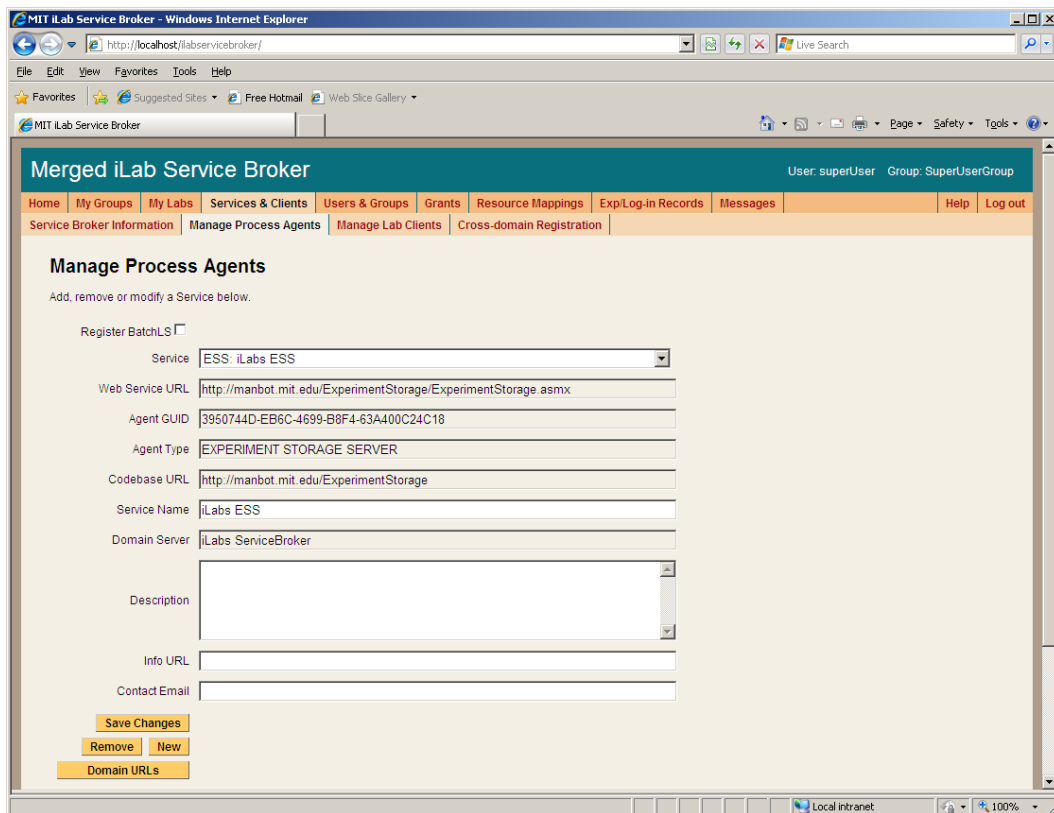 MIT iLab Service Broker - Windows Internet Explorer
http://localhost/ilabservicebroker/
Live Search
File Edit View Favorites Tools Help
Favorites Suggested Sites Free Hotmail Web Slice Gallery
MIT iLab Service Broker
Page Safety Tools
Merged iLab Service Broker
User: superUser Group: SuperUserGroup
Home My Groups My Labs Services & Clients Users & Groups Grants Resource Mappings Exp/Log-in Records Messages Help Log out
Service Broker Information Manage Process Agents Manage Lab Clients Cross-domain Registration
Manage Process Agents
Add, remove or modify a Service below.
Register BatchLS
Service ESS: iLabs ESS
Web Service URL http://manbot.mit.edu/ExperimentStorage/ExperimentStorage.asmx
Agent GUID 3950744D-EB6C-4699-B8F4-63A400C24C18
Agent Type EXPERIMENT STORAGE SERVER
Codebase URL http://manbot.mit.edu/ExperimentStorage
Service Name iLabs ESS
Domain Server iLabs ServiceBroker
Description
Info URL
Contact Email
Save Changes
Remove New
Domain URLs
Local intranet 100%